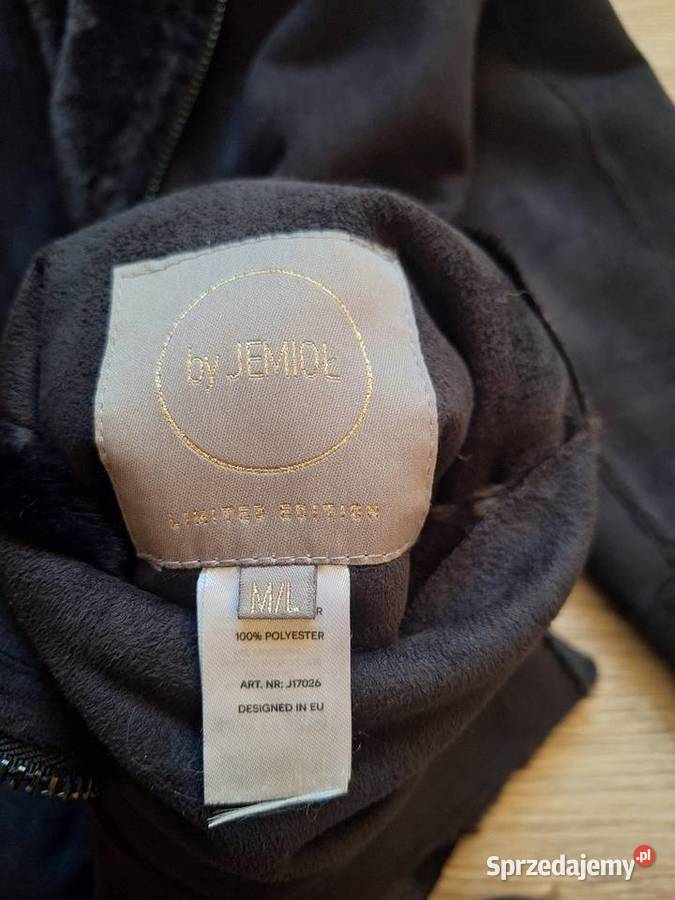 by JEMIOŁ
LIMITED EDITION
M/L
R
100% POLYESTER
ART. NR: J17026
DESIGNED IN EU
Sprzedajemy.pl